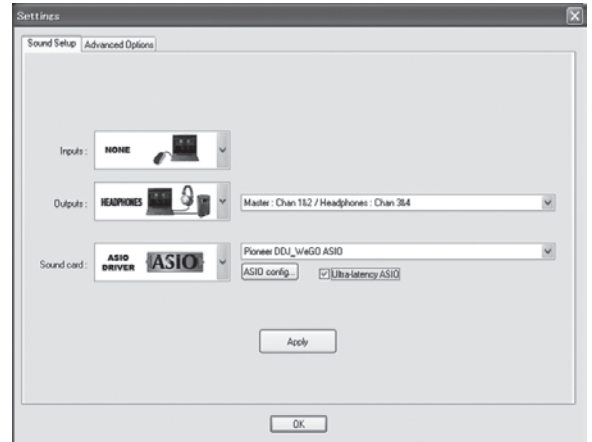 Settings
Sound Setup
Advanced Options
Inputs :
NONE
Outputs :
HEADPHONES
Master : Chan 1&2 / Headphones : Chan 3&4
Sound card :
ASIO DRIVER
ASIO
Pioneer DDJ_WeGO ASIO
ASIO config...
Ultra-latency ASIO
Apply
OK